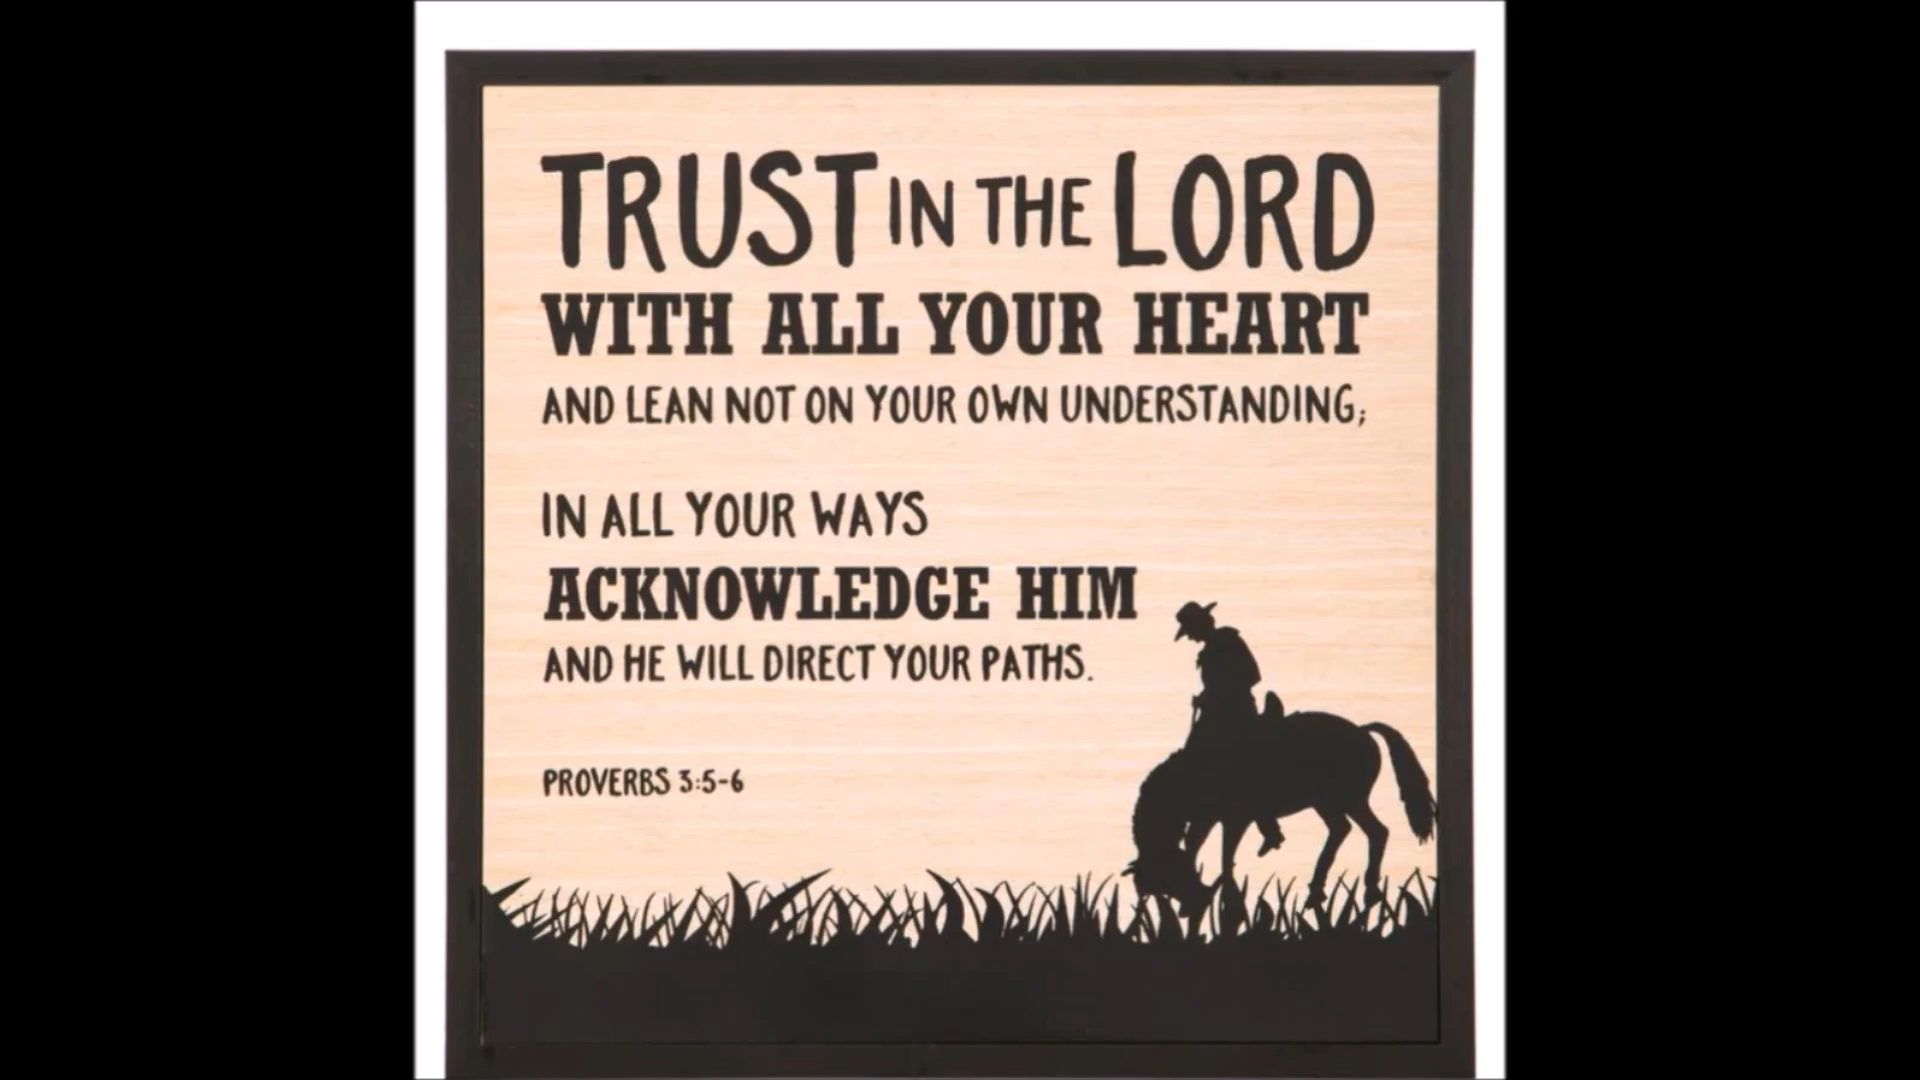 TRUST IN THE LORD
WITH ALL YOUR HEART
AND LEAN NOT ON YOUR OWN UNDERSTANDING;
IN ALL YOUR WAYS
ACKNOWLEDGE HIM
AND HE WILL DIRECT YOUR PATHS.
PROVERBS 3:5-6